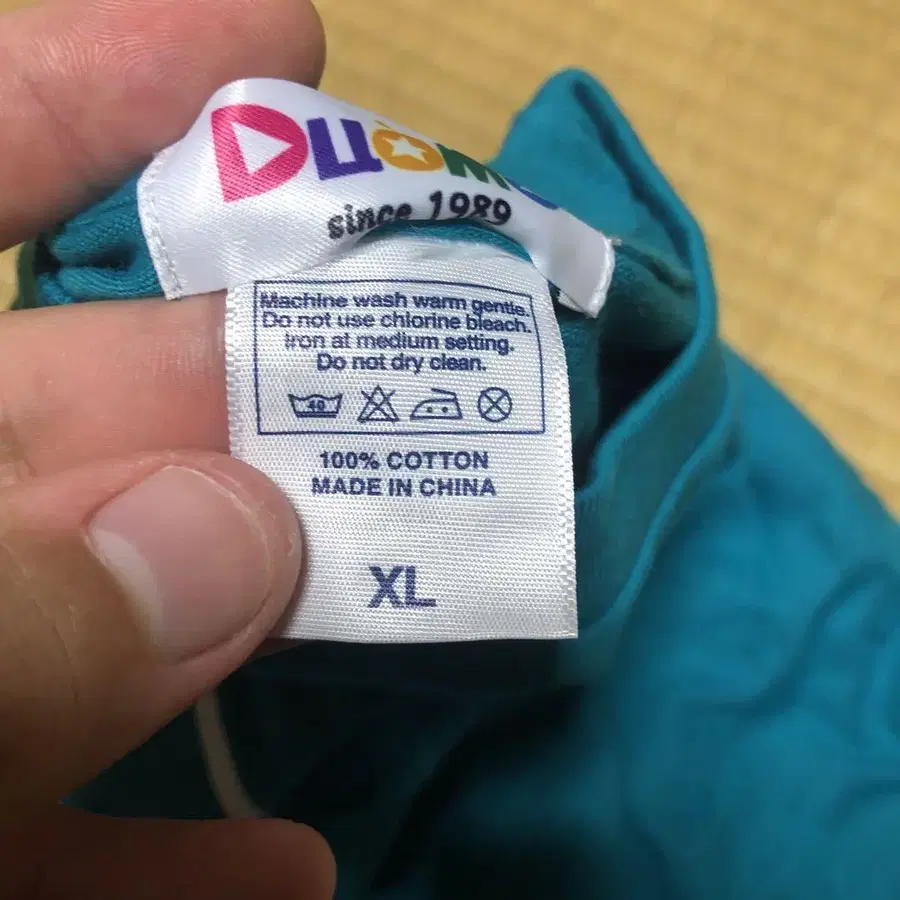 since 1989
Machine wash warm gentle.
Do not use chlorine bleach.
Iron at medium setting.
Do not dry clean.
40
100% COTTON
MADE IN CHINA
XL